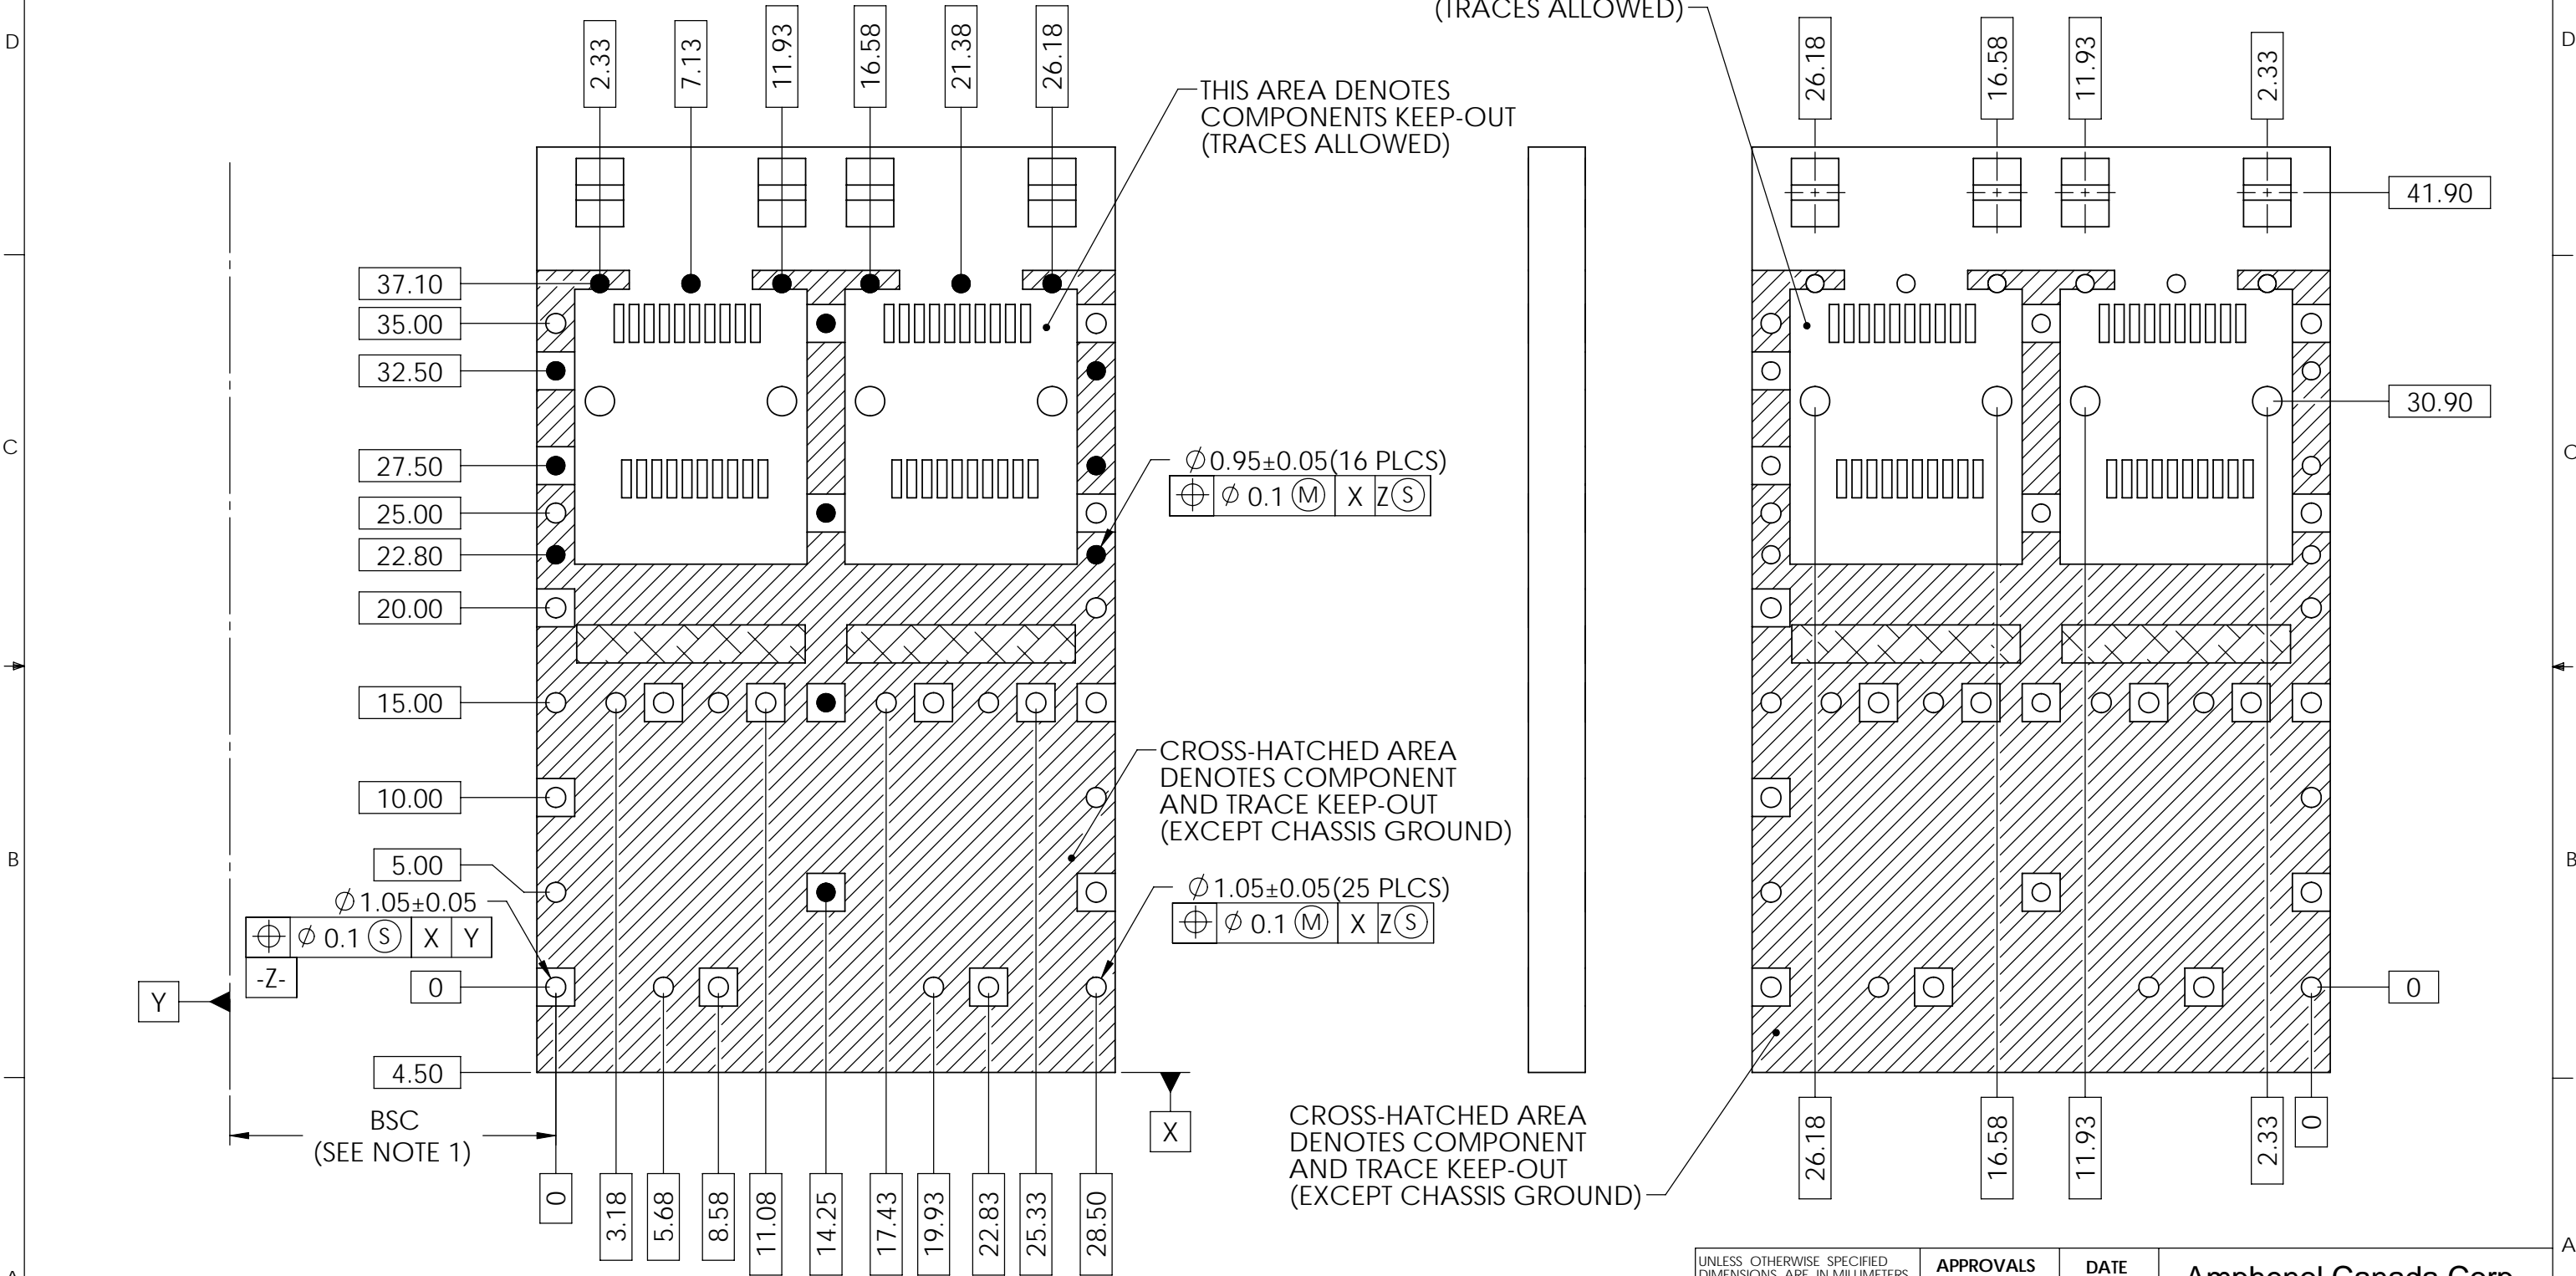 (TRACES ALLOWED)
D
D
2.33
7.13
11.93
16.58
21.38
26.18
26.18
16.58
11.93
2.33
THIS AREA DENOTES
COMPONENTS KEEP-OUT
(TRACES ALLOWED)
41.90
37.10
35.00
32.50
30.90
C
C
27.50
Ø0.95±0.05(16 PLCS)
⌖ Ø 0.1 Ⓜ X ZⓈ
25.00
22.80
20.00
15.00
CROSS-HATCHED AREA
DENOTES COMPONENT
AND TRACE KEEP-OUT
(EXCEPT CHASSIS GROUND)
10.00
B
B
5.00
Ø1.05±0.05
⌖ Ø 0.1 Ⓢ X Y
-Z-
Ø1.05±0.05(25 PLCS)
⌖ Ø 0.1 Ⓜ X ZⓈ
0
0
Y
4.50
BSC
(SEE NOTE 1)
X
CROSS-HATCHED AREA
DENOTES COMPONENT
AND TRACE KEEP-OUT
(EXCEPT CHASSIS GROUND)
26.18
16.58
11.93
2.33
0
0
3.18
5.68
8.58
11.08
14.25
17.43
19.93
22.83
25.33
28.50
A
A
UNLESS OTHERWISE SPECIFIED
DIMENSIONS ARE IN MILLIMETERS
APPROVALS
DATE
Amphenol Canada Corp